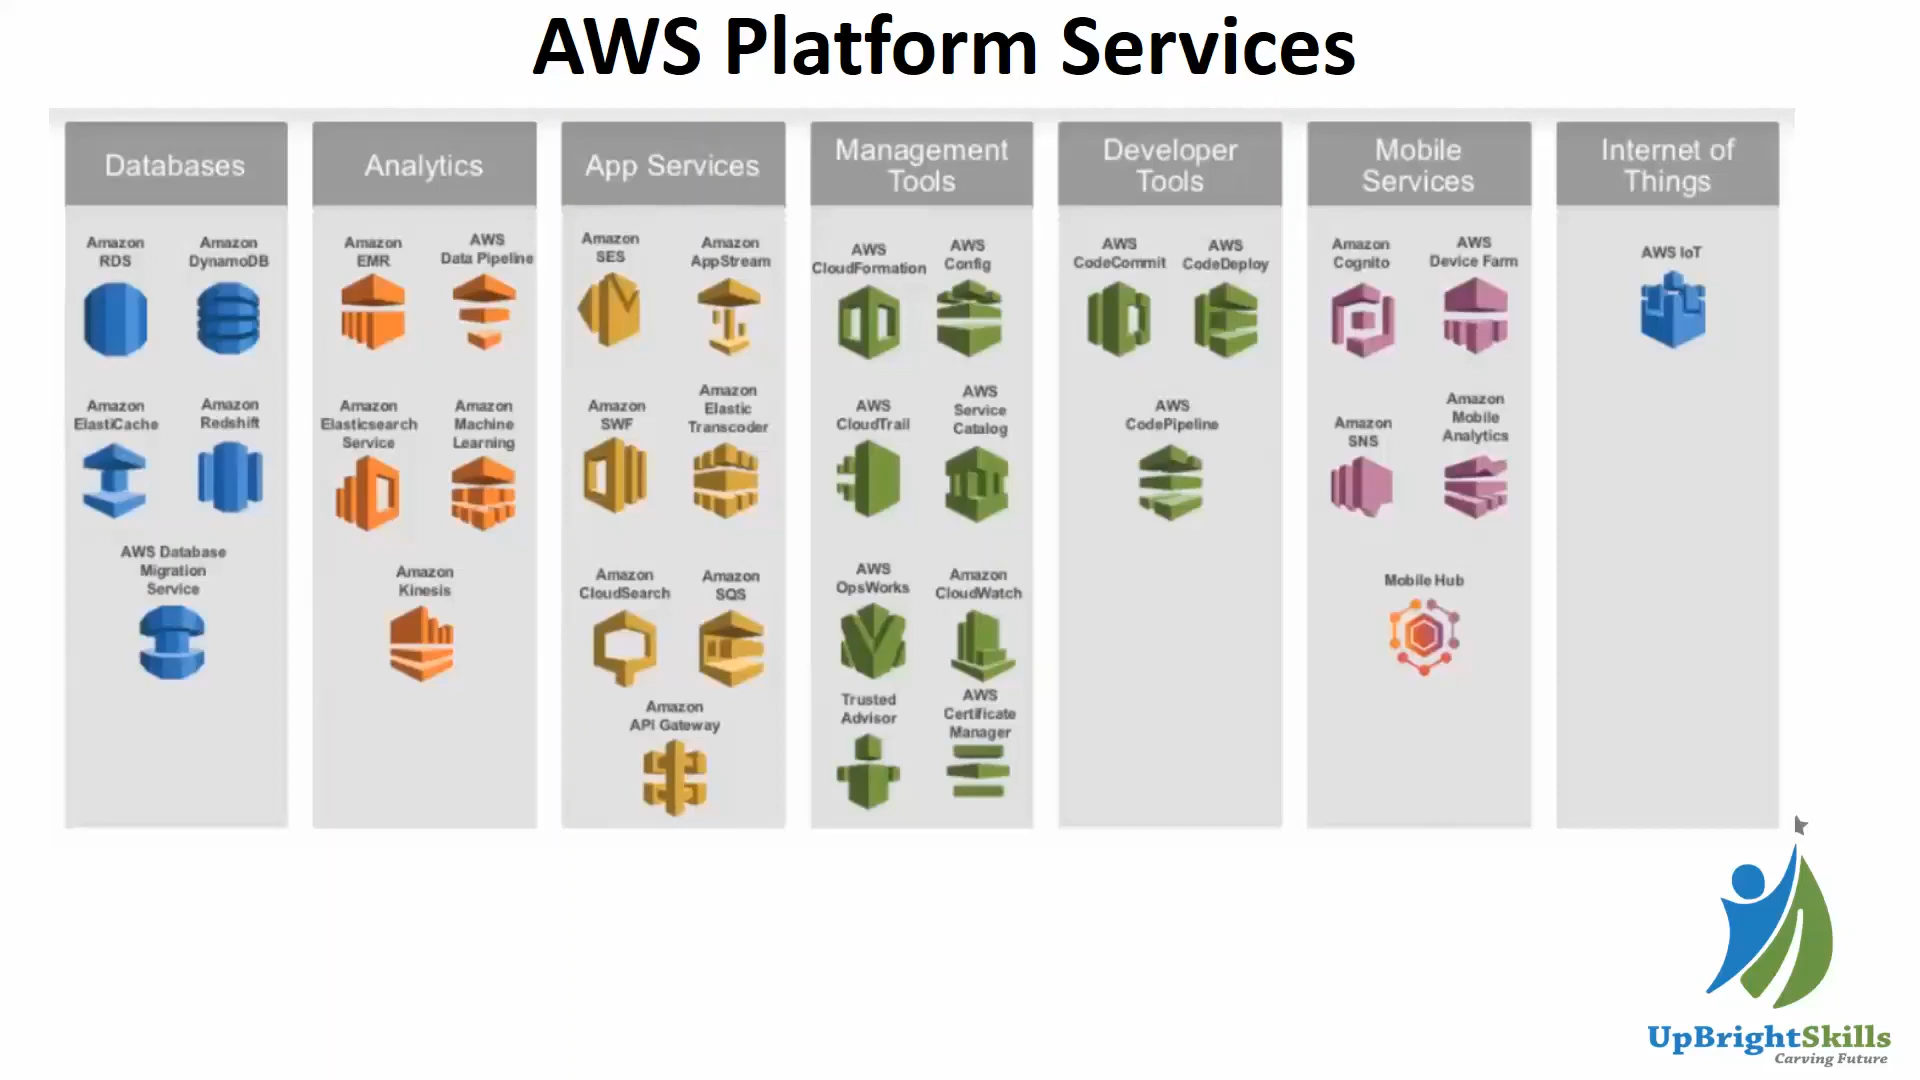 AWS Platform Services
Databases
Amazon
RDS
Amazon
DynamoDB
Amazon
ElastiCache
Amazon
Redshift
AWS Database
Migration
Service
Analytics
Amazon
EMR
AWS
Data Pipeline
Amazon
Elasticsearch
Service
Amazon
Machine
Learning
Amazon
Kinesis
App Services
Amazon
SES
Amazon
AppStream
Amazon
SWF
Amazon
Elastic
Transcoder
Amazon
CloudSearch
Amazon
SQS
Amazon
API Gateway
Management
Tools
AWS
CloudFormation
AWS
Config
AWS
CloudTrail
AWS
Service
Catalog
AWS
OpsWorks
Amazon
CloudWatch
Trusted
Advisor
AWS
Certificate
Manager
Developer
Tools
AWS
CodeCommit
AWS
CodeDeploy
AWS
CodePipeline
Mobile
Services
Amazon
Cognito
AWS
Device Farm
Amazon
SNS
Amazon
Mobile
Analytics
Mobile Hub
Internet of
Things
AWS IoT
UpBrightSkills
Carving Future